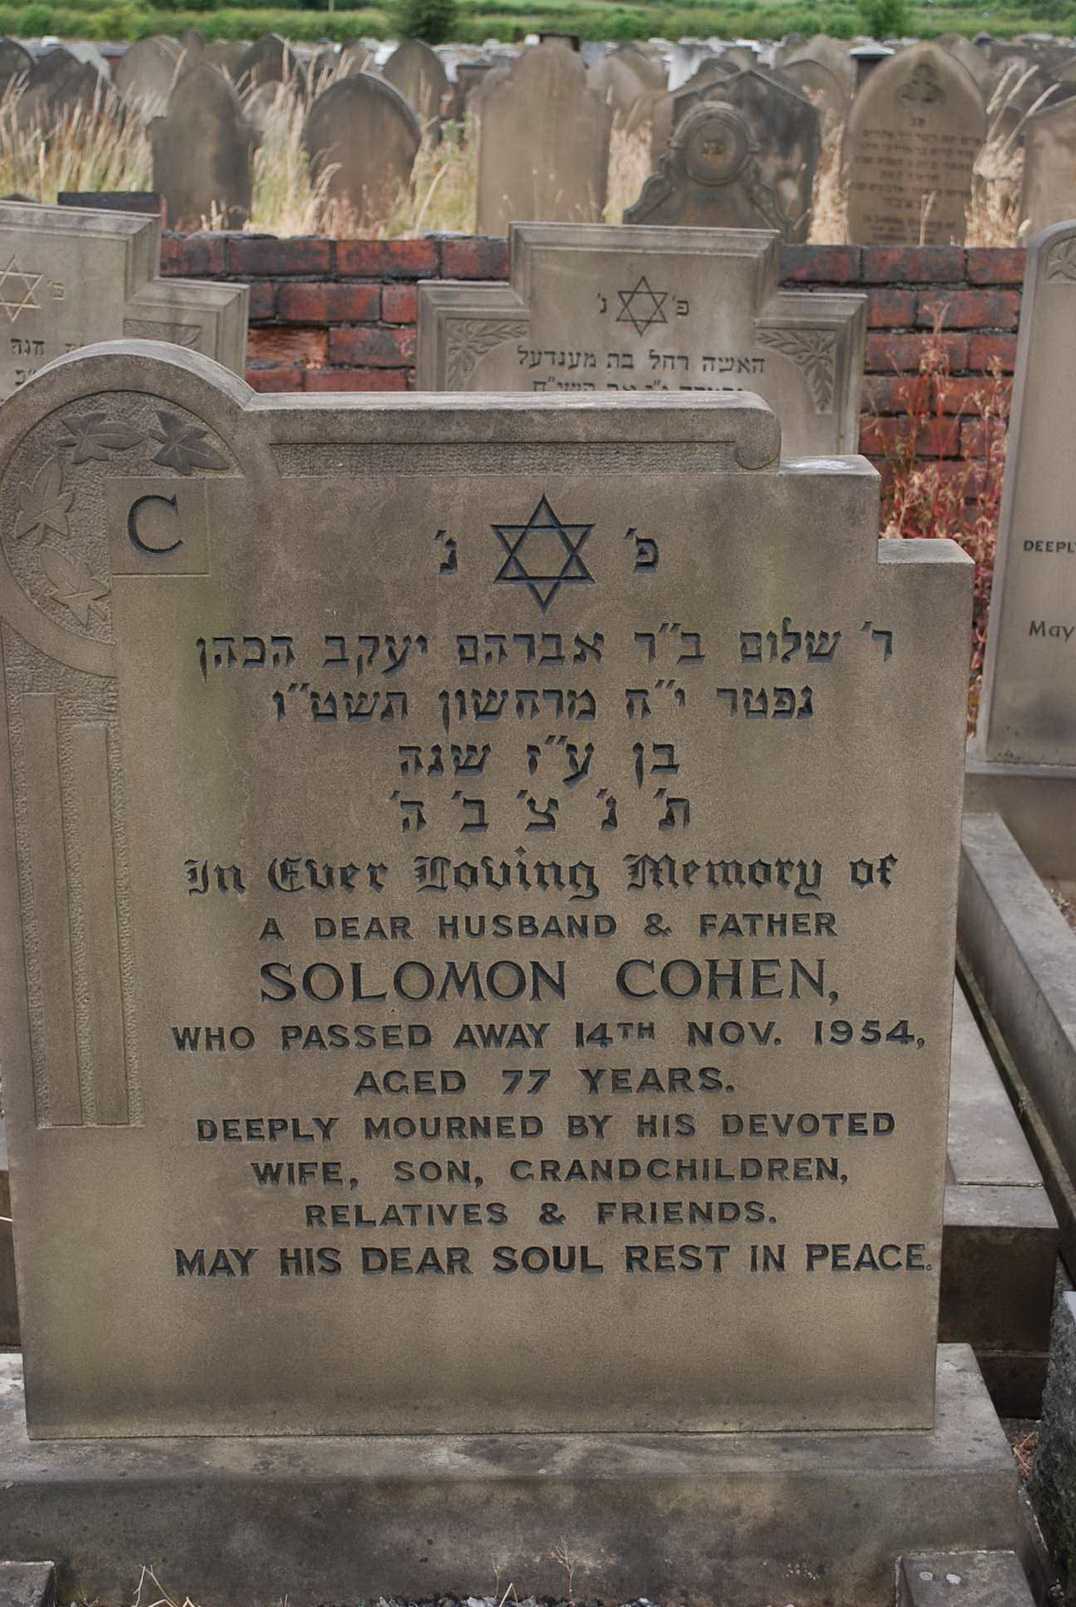 פ׳ נ׳
האשה רחל בת מענדעל
DEEPLY
May
C
פ׳ נ׳
ר׳ שלום ב״ר אברהם יעקב הכהן
נפטר י״ח מרחשון תשט״ו
בן ע״ז שנה
ת׳ נ׳ צ׳ ב׳ ה׳
In Ever Loving Memory of
A DEAR HUSBAND & FATHER
SOLOMON COHEN,
WHO PASSED AWAY 14TH NOV. 1954,
AGED 77 YEARS.
DEEPLY MOURNED BY HIS DEVOTED
WIFE, SON, GRANDCHILDREN,
RELATIVES & FRIENDS.
MAY HIS DEAR SOUL REST IN PEACE.